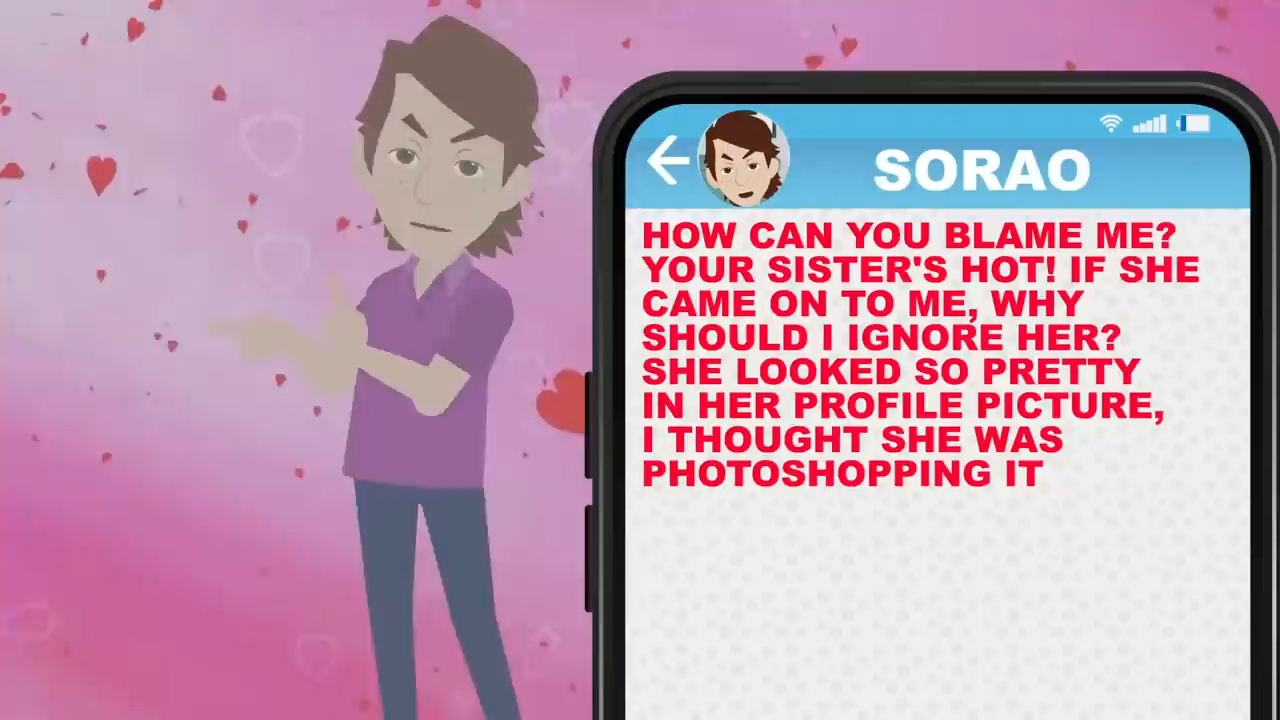 SORAO
HOW CAN YOU BLAME ME?
YOUR SISTER'S HOT! IF SHE
CAME ON TO ME, WHY
SHOULD I IGNORE HER?
SHE LOOKED SO PRETTY
IN HER PROFILE PICTURE,
I THOUGHT SHE WAS
PHOTOSHOPPING IT